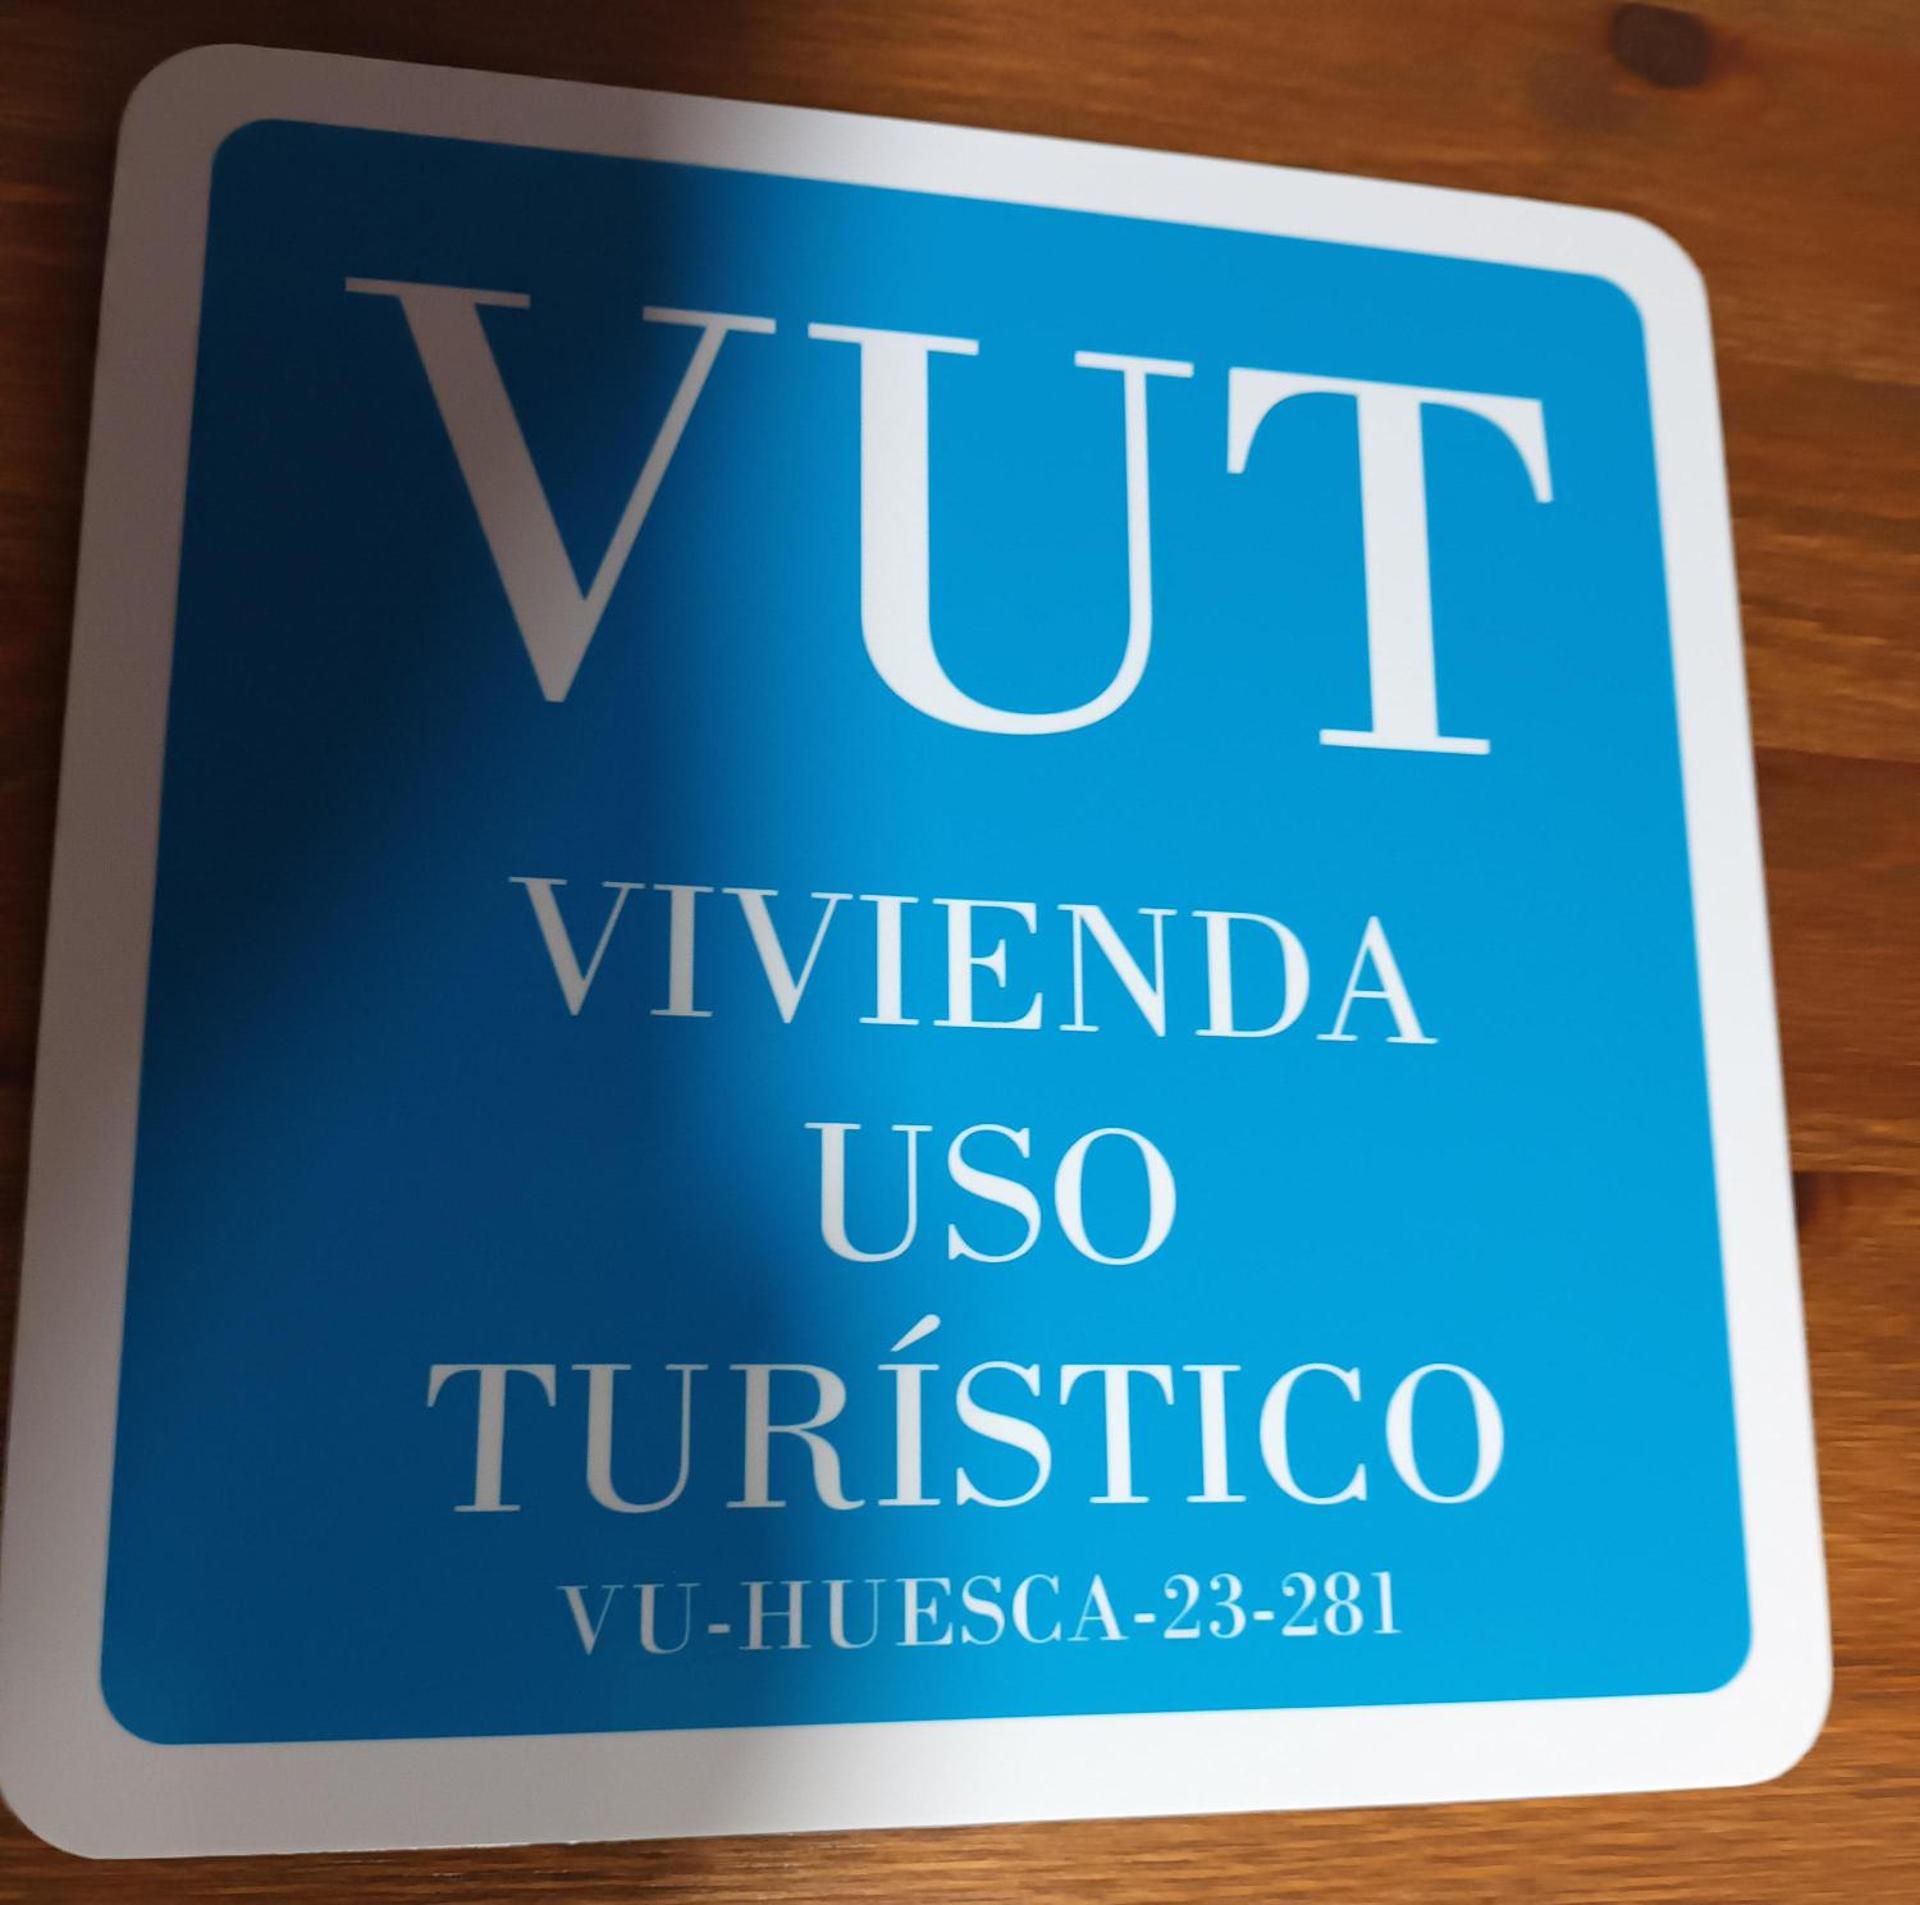 VUT
VIVIENDA
USO
TURÍSTICO
VU-HUESCA-23-281